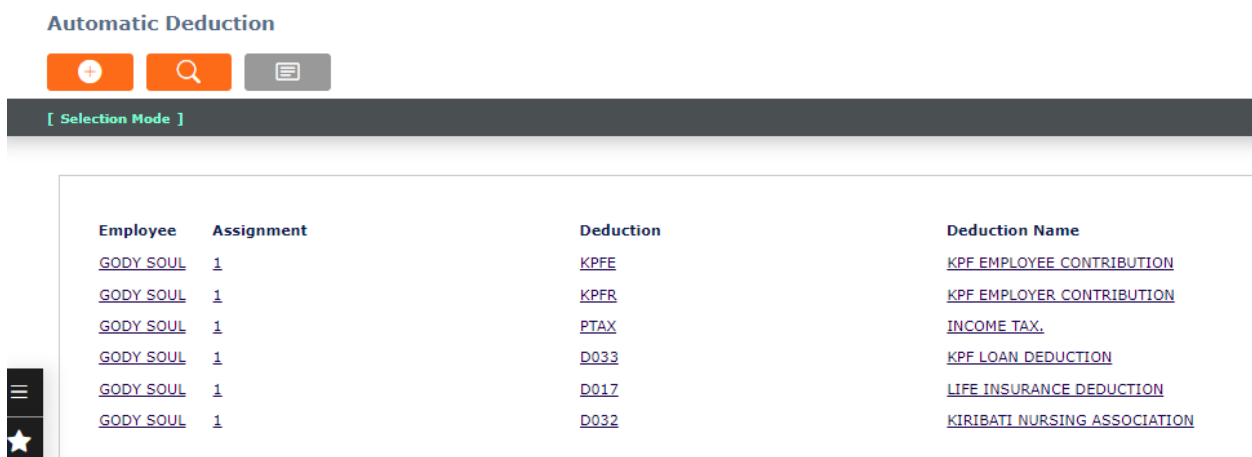 Automatic Deduction
[ Selection Mode ]
Employee Assignment Deduction Deduction Name
GODY SOUL 1 KPFE KPF EMPLOYEE CONTRIBUTION
GODY SOUL 1 KPFR KPF EMPLOYER CONTRIBUTION
GODY SOUL 1 PTAX INCOME TAX.
GODY SOUL 1 D033 KPF LOAN DEDUCTION
GODY SOUL 1 D017 LIFE INSURANCE DEDUCTION
GODY SOUL 1 D032 KIRIBATI NURSING ASSOCIATION